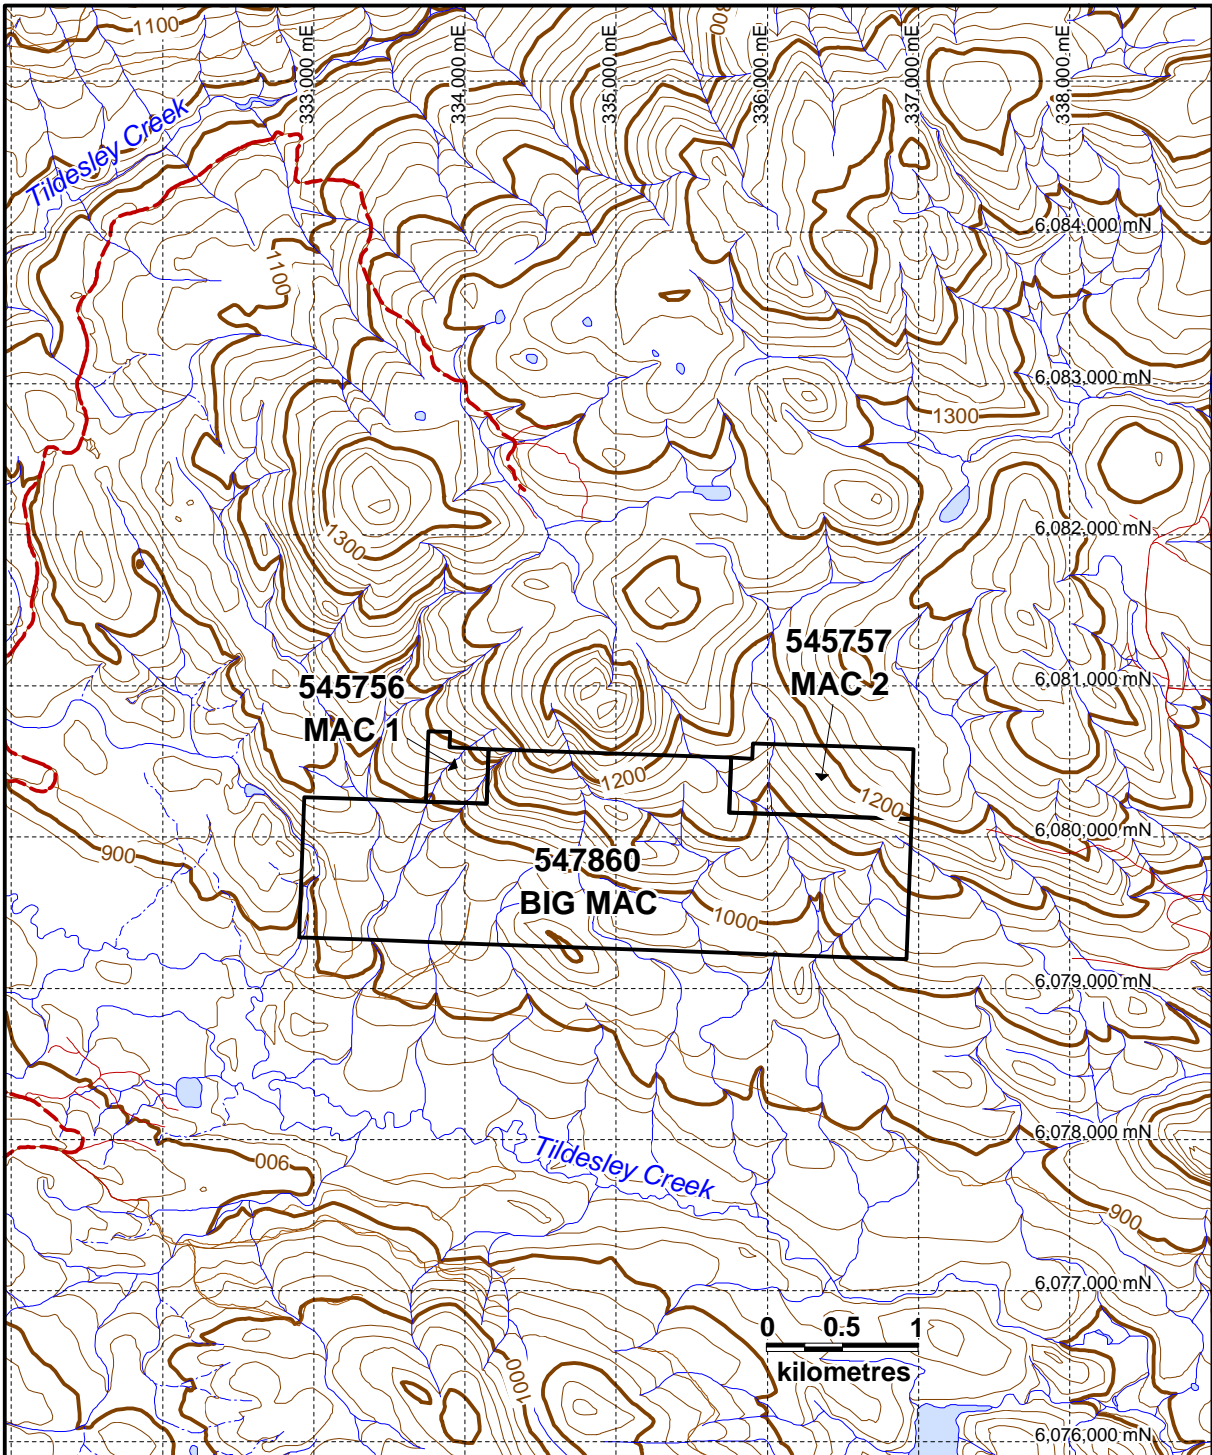 1100
800
333,000 mE
334,000 mE
335,000 mE
336,000 mE
337,000 mE
338,000 mE
Tildesley Creek
6,084,000 mN
1100
6,083,000 mN
1300
1300
6,082,000 mN
545757
MAC 2
545756
MAC 1
6,081,000 mN
1200
1200
6,080,000 mN
900
547860
BIG MAC
1000
6,079,000 mN
6,078,000 mN
Tildesley Creek
900
900
6,077,000 mN
0 0.5 1
kilometres
1000
6,076,000 mN